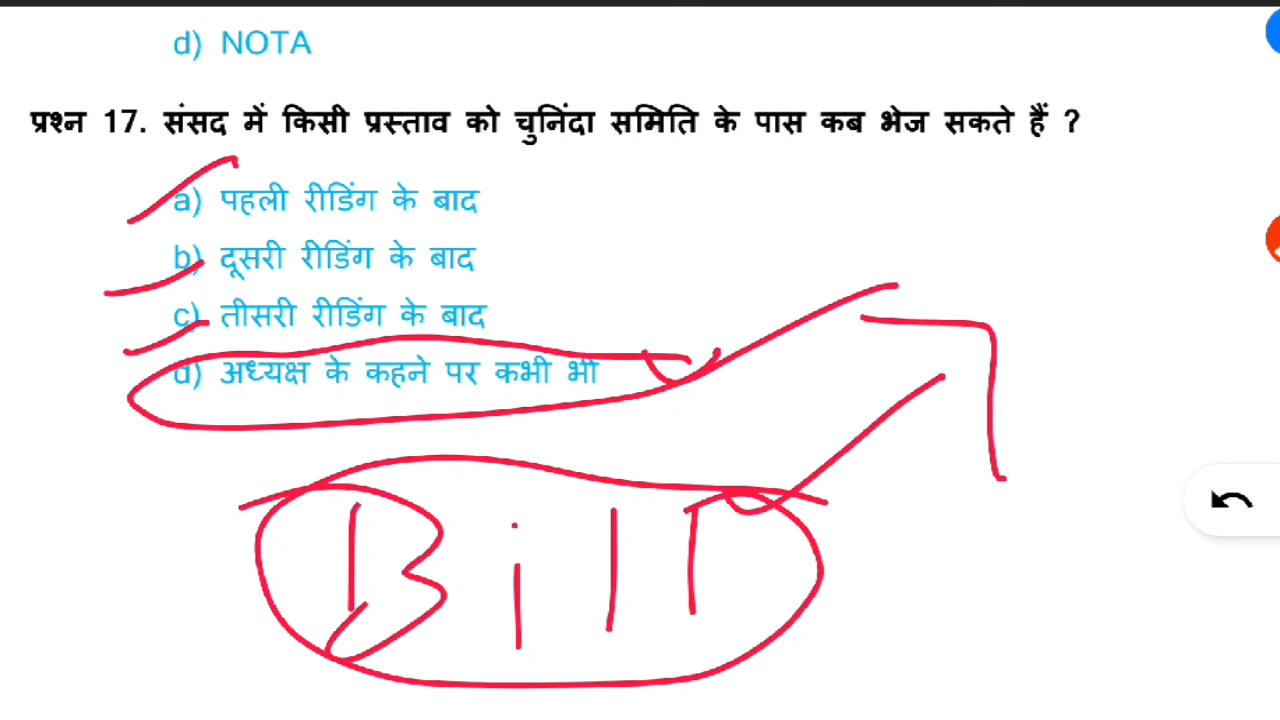 d) NOTA
प्रश्न 17. संसद में किसी प्रस्ताव को चुनिंदा समिति के पास कब भेज सकते हैं ?
a) पहली रीडिंग के बाद
b) दूसरी रीडिंग के बाद
c) तीसरी रीडिंग के बाद
d) अध्यक्ष के कहने पर कभी भी
Bill